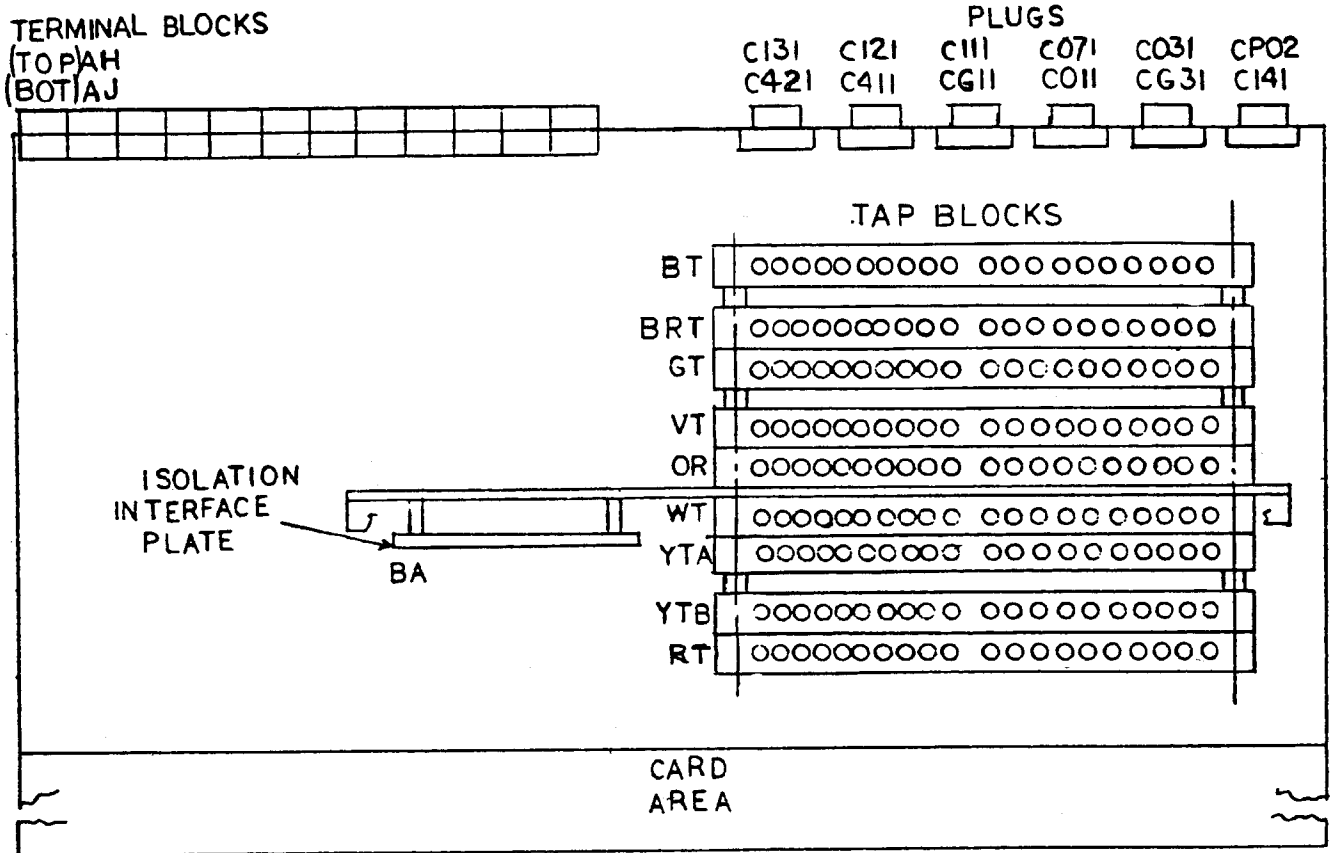 TERMINAL BLOCKS
(TOP)AH
(BOT)AJ
PLUGS
C131 C121 C111 C071 C031 CP02
C421 C411 CG11 C011 CG31 C141
TAP BLOCKS
BT
BRT
GT
VT
OR
WT
YTA
YTB
RT
ISOLATION
INTERFACE
PLATE
BA
CARD
AREA